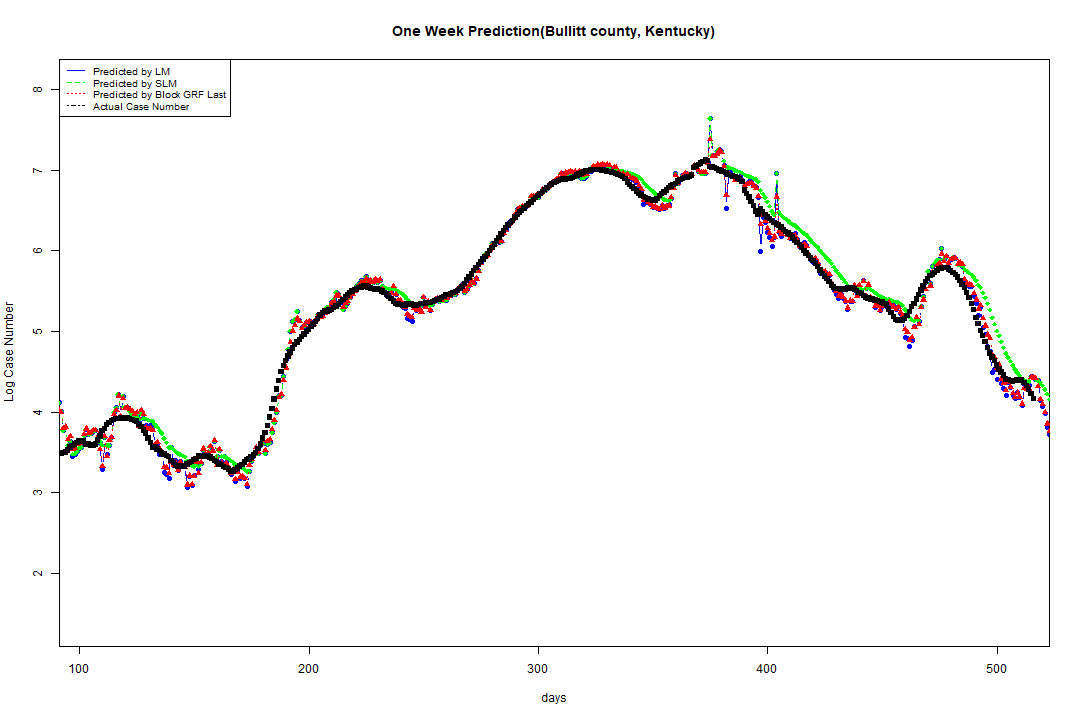 One Week Prediction(Bullitt county, Kentucky)
Predicted by LM
Predicted by SLM
Predicted by Block GRF Last
Actual Case Number
Log Case Number
8
7
6
5
4
3
2
100 200 300 400 500
days